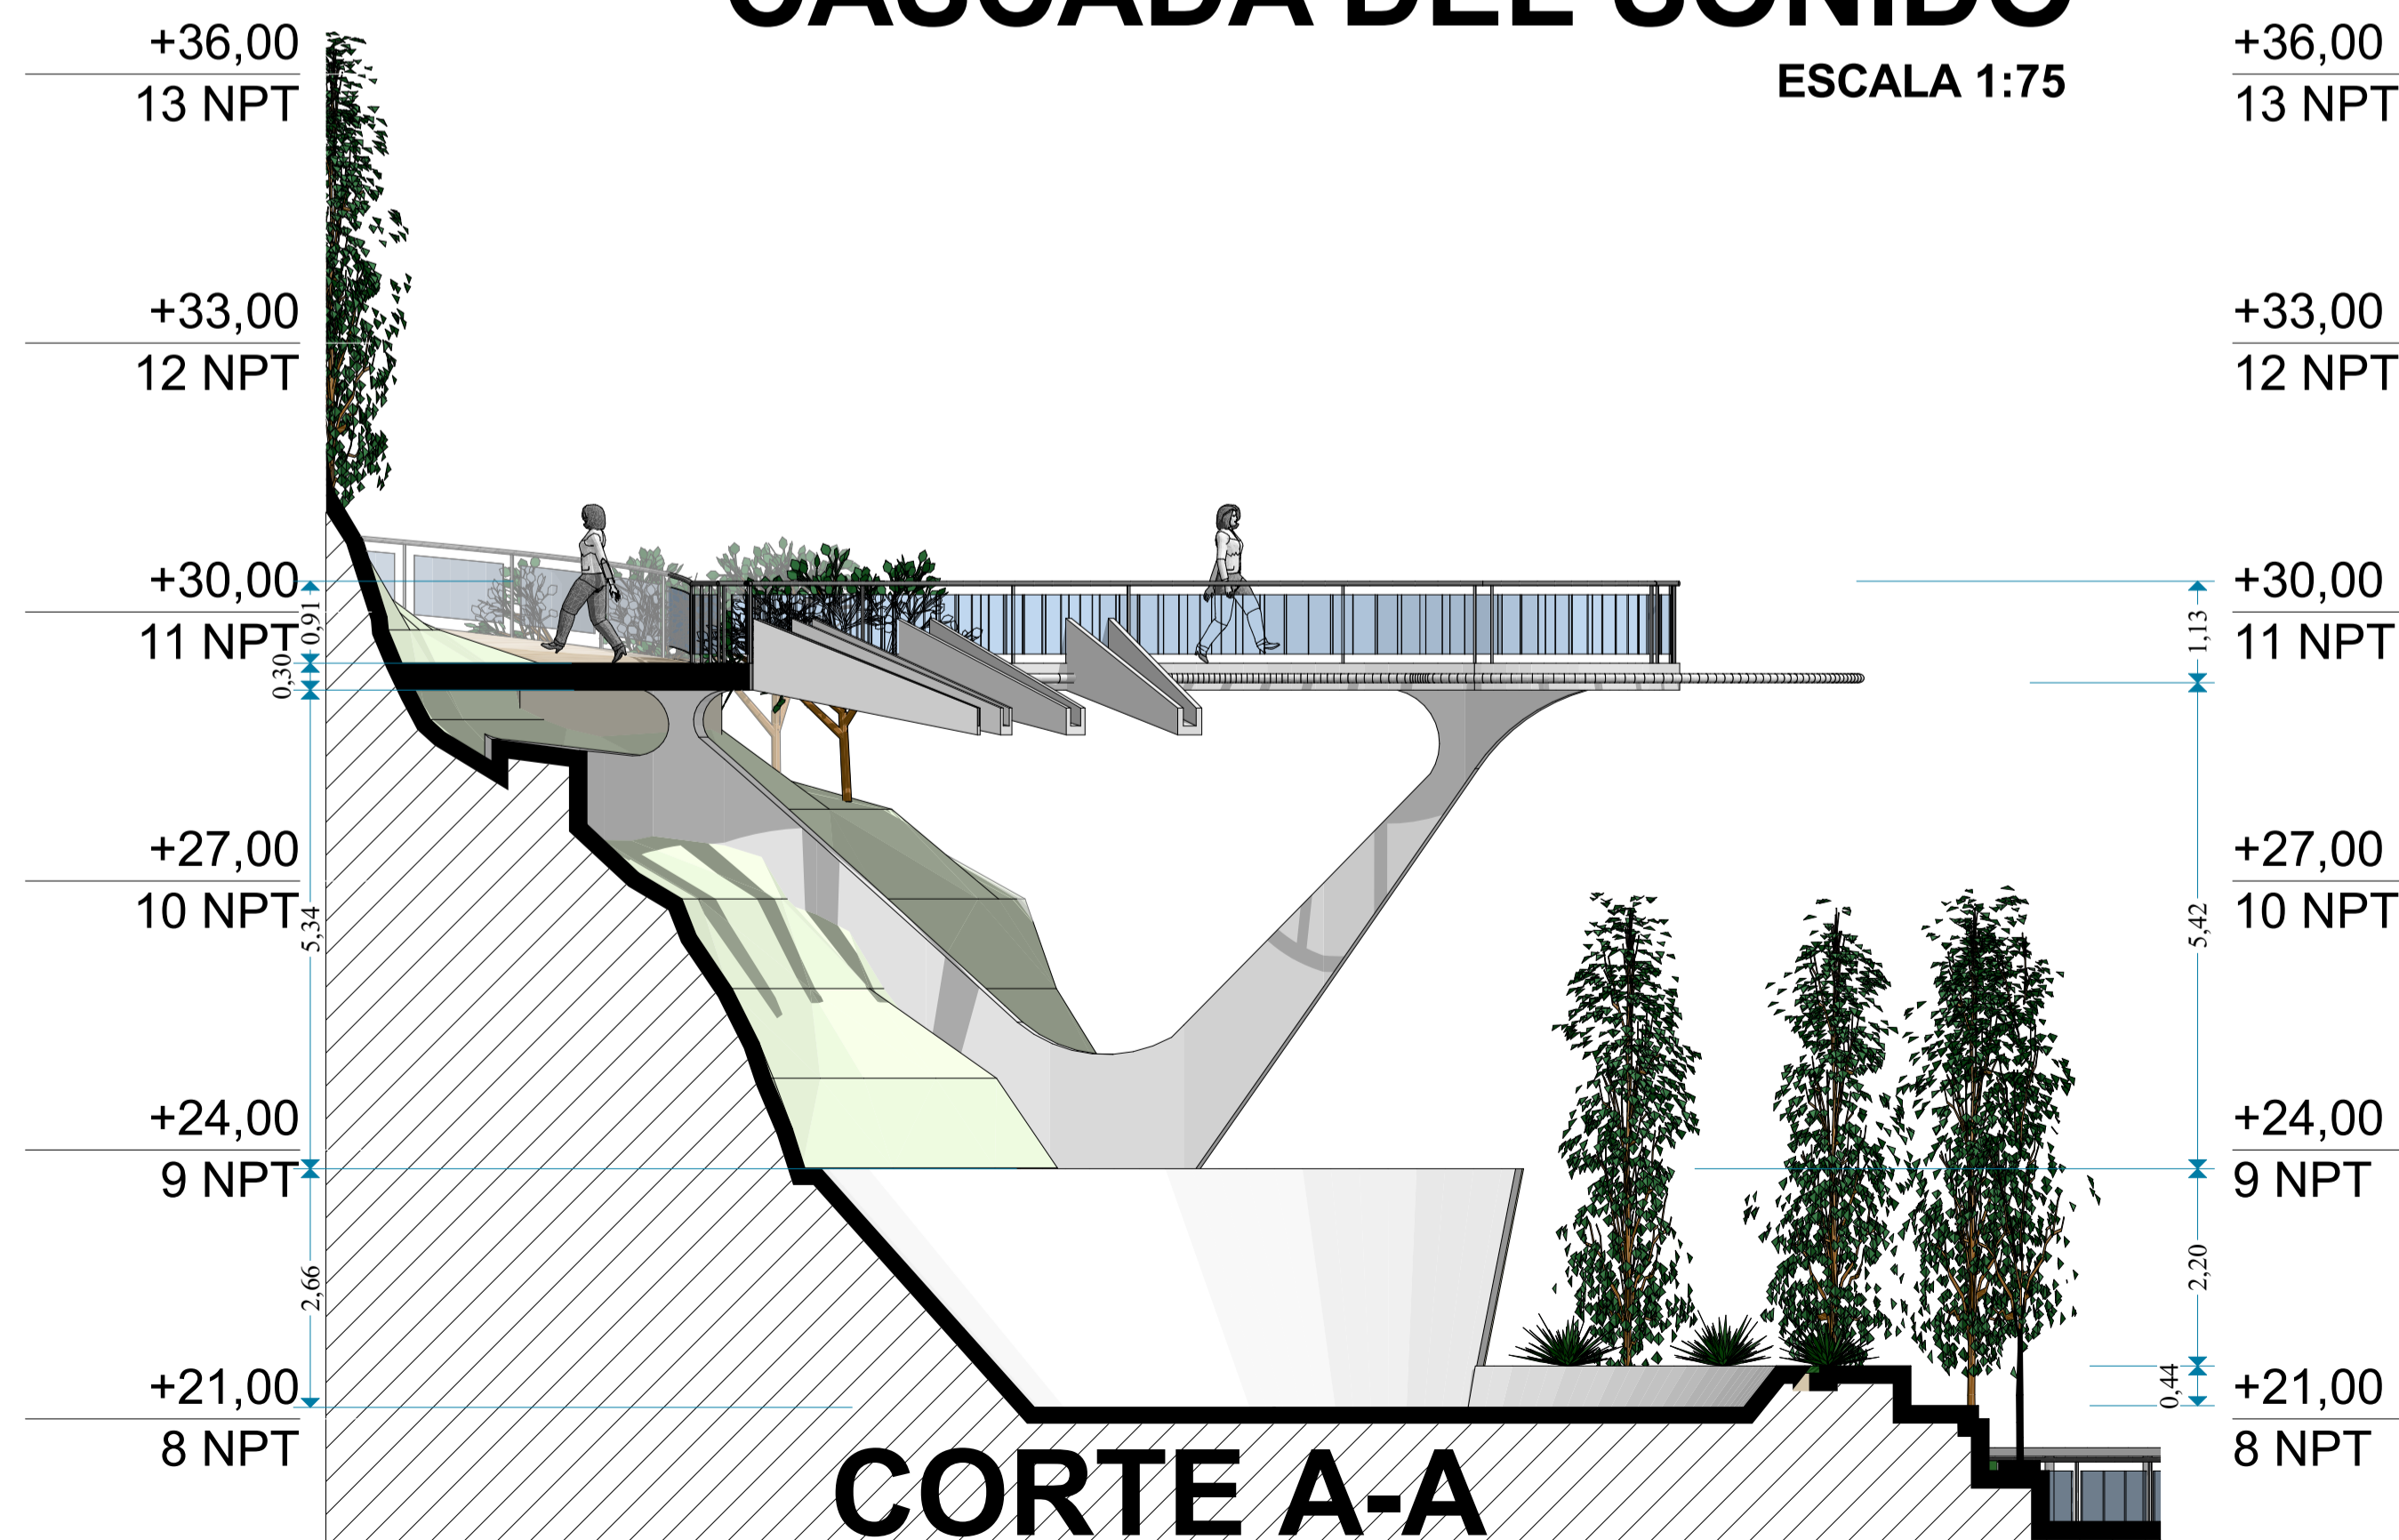 CASCADA DEL SONIDO
ESCALA 1:75
+36,00
13 NPT
+33,00
12 NPT
+30,00
11 NPT
+27,00
10 NPT
+24,00
9 NPT
+21,00
8 NPT
0,91
0,30
5,34
2,66
+36,00
13 NPT
+33,00
12 NPT
+30,00
11 NPT
+27,00
10 NPT
+24,00
9 NPT
+21,00
8 NPT
1,13
5,42
2,20
0,44
CORTE A-A